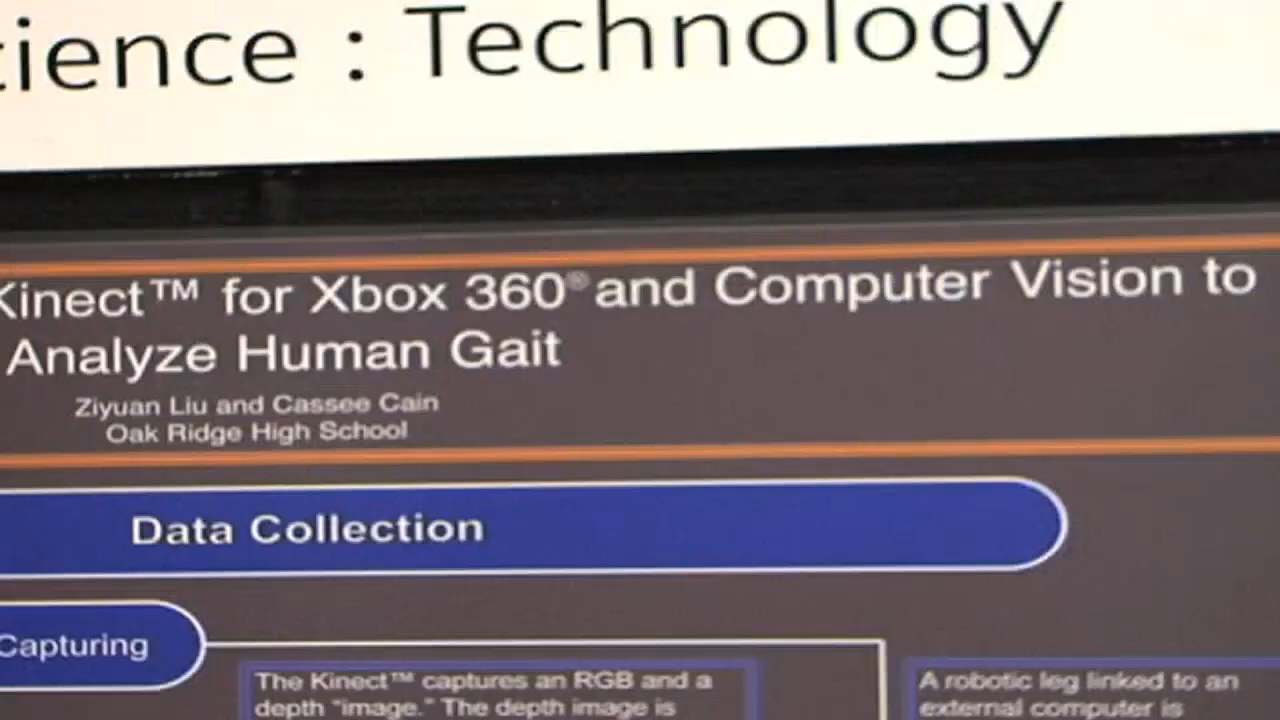 cience : Technology
Kinect™ for Xbox 360® and Computer Vision to
Analyze Human Gait
Ziyuan Liu and Cassee Cain
Oak Ridge High School
Data Collection
Capturing
The Kinect™ captures an RGB and a
depth "image." The depth image is
A robotic leg linked to an
external computer is